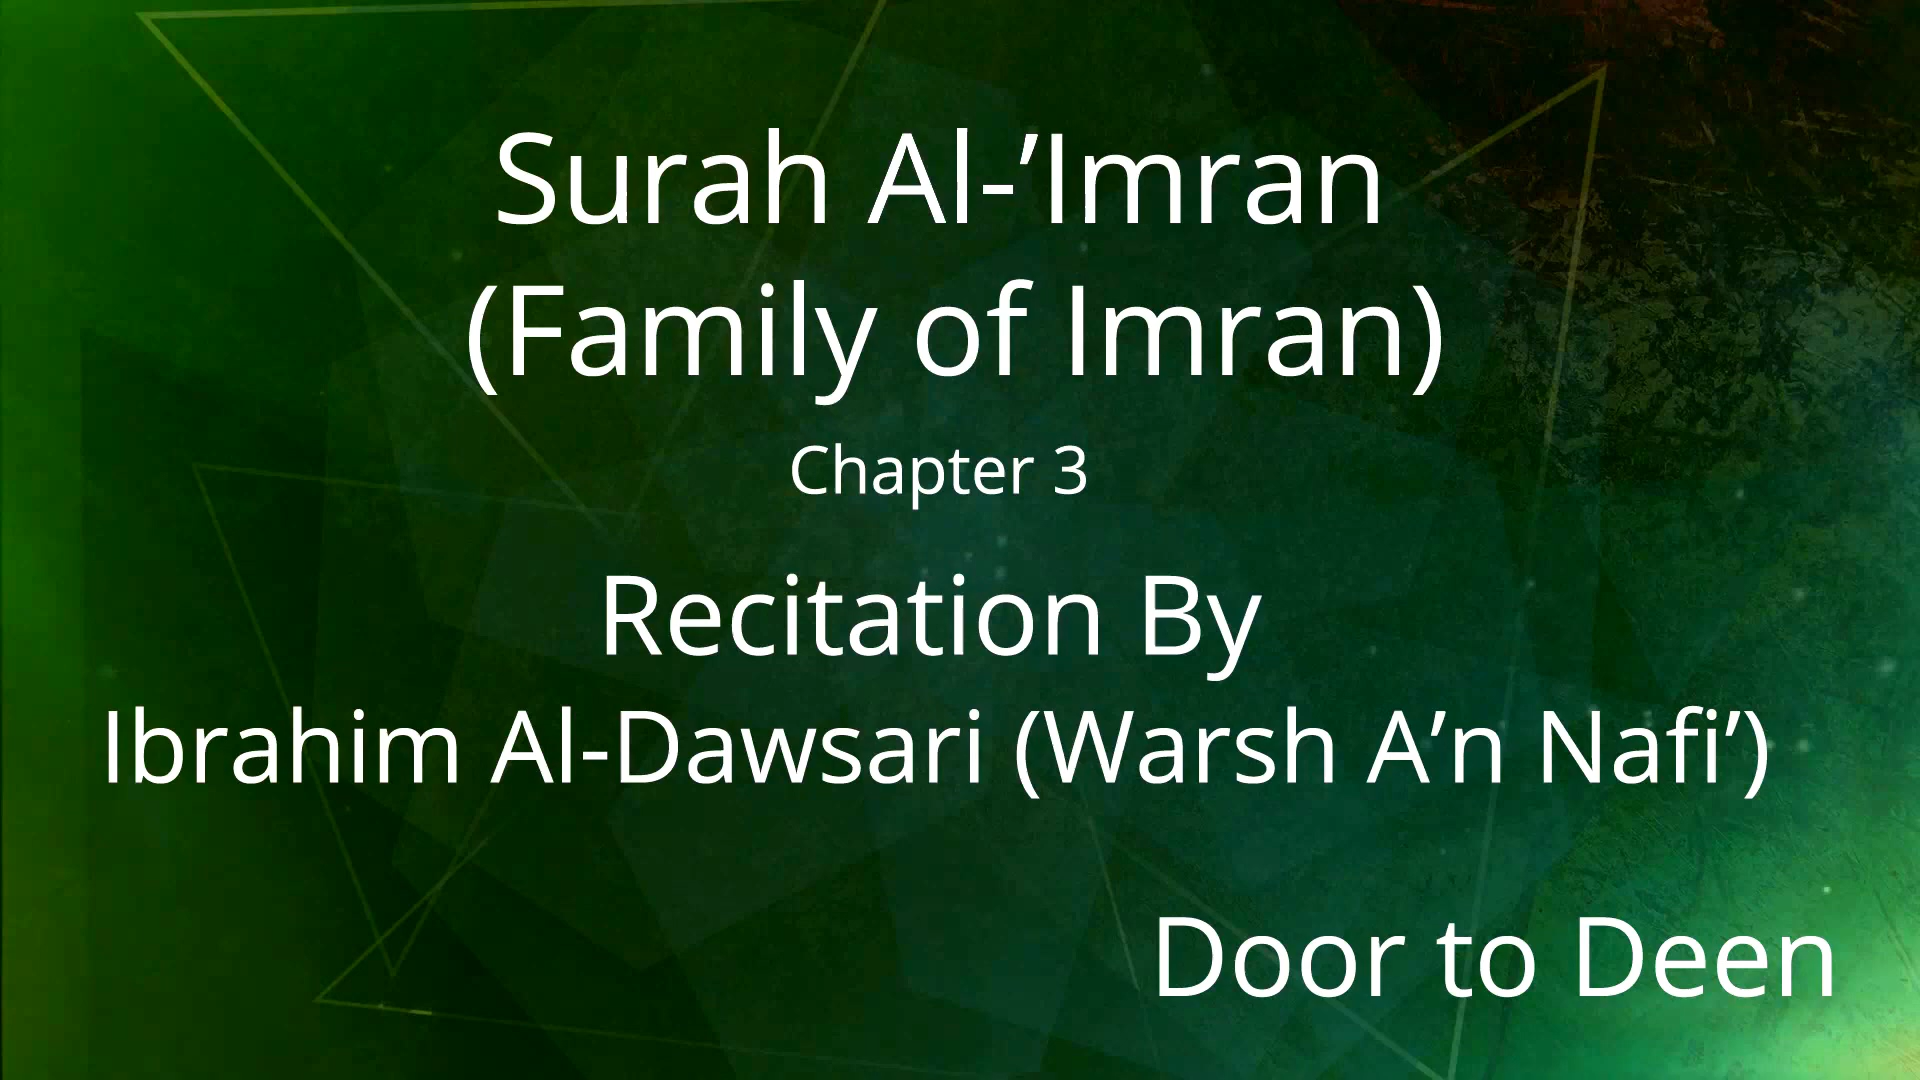 Surah Al-’Imran
(Family of Imran)
Chapter 3
Recitation By
Ibrahim Al-Dawsari (Warsh A’n Nafi’)
Door to Deen